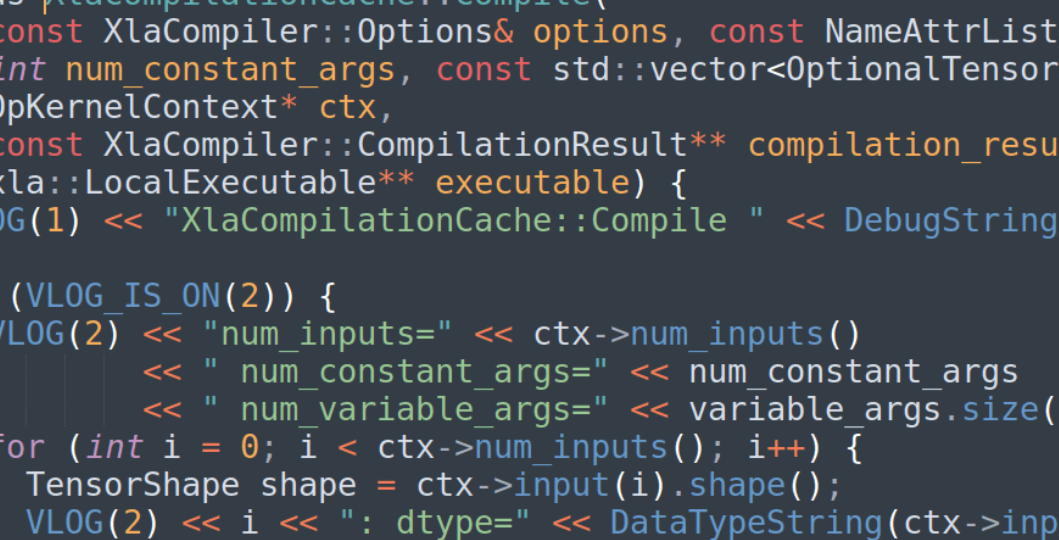 us XlaCompilationCache::Compile(
const XlaCompiler::Options& options, const NameAttrList
int num_constant_args, const std::vector<OptionalTensor
OpKernelContext* ctx,
const XlaCompiler::CompilationResult** compilation_resu
xla::LocalExecutable** executable) {
OG(1) << "XlaCompilationCache::Compile " << DebugString
(VLOG_IS_ON(2)) {
VLOG(2) << "num_inputs=" << ctx->num_inputs()
<< " num_constant_args=" << num_constant_args
<< " num_variable_args=" << variable_args.size(
for (int i = 0; i < ctx->num_inputs(); i++) {
TensorShape shape = ctx->input(i).shape();
VLOG(2) << i << ": dtype=" << DataTypeString(ctx->inp